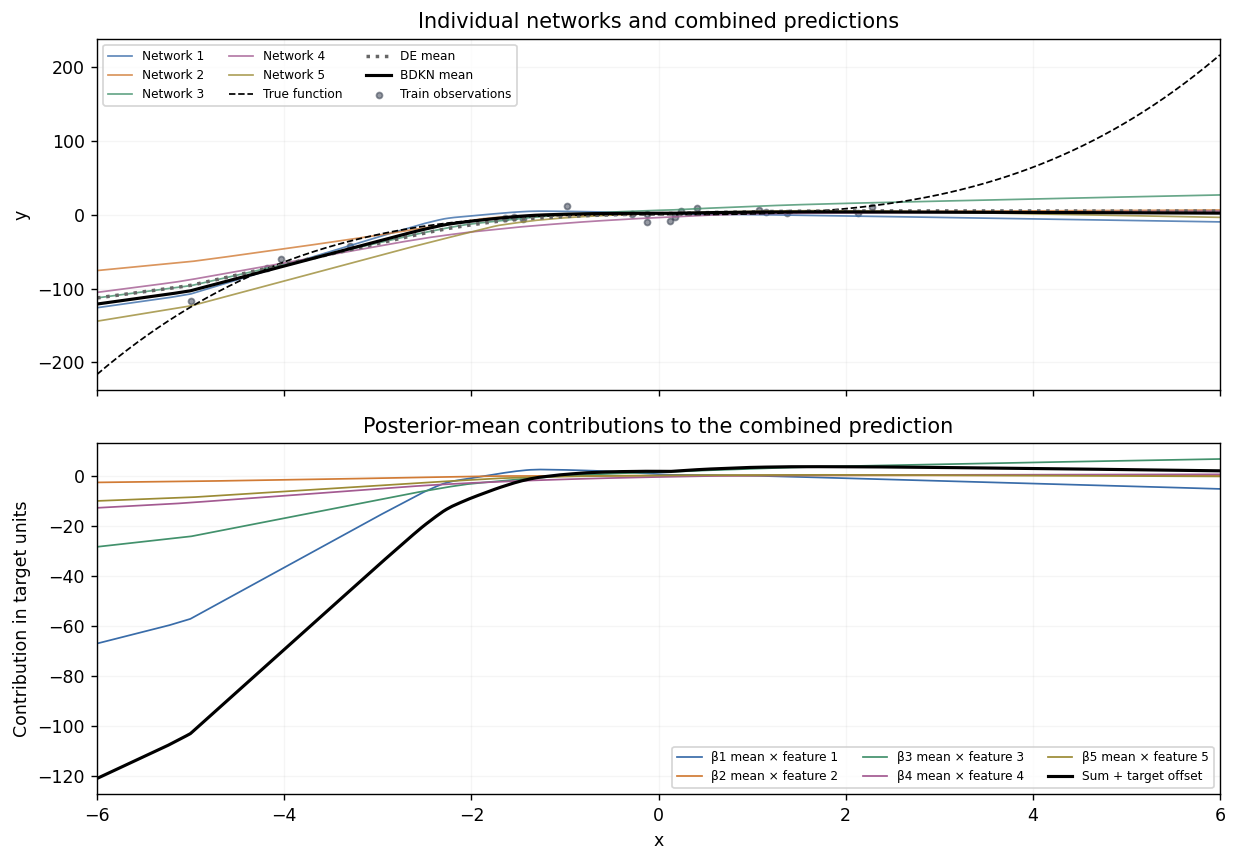 Individual networks and combined predictions
Network 1 Network 4 DE mean
Network 2 Network 5 BDKN mean
Network 3 True function Train observations
200
100
0
−100
−200
y
Posterior-mean contributions to the combined prediction
0
−20
−40
−60
−80
−100
−120
Contribution in target units
β1 mean × feature 1 β3 mean × feature 3 β5 mean × feature 5
β2 mean × feature 2 β4 mean × feature 4 Sum + target offset
−6 −4 −2 0 2 4 6
x